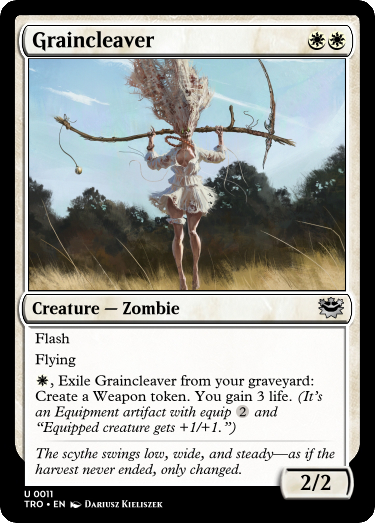 Graincleaver
Creature — Zombie
Flash
Flying
, Exile Graincleaver from your graveyard:
Create a Weapon token. You gain 3 life. (It's
an Equipment artifact with equip 2 and
“Equipped creature gets +1/+1.”)
The scythe swings low, wide, and steady—as if the
harvest never ended, only changed.
2/2
U 0011
TRO • EN Dariusz Kieliszek